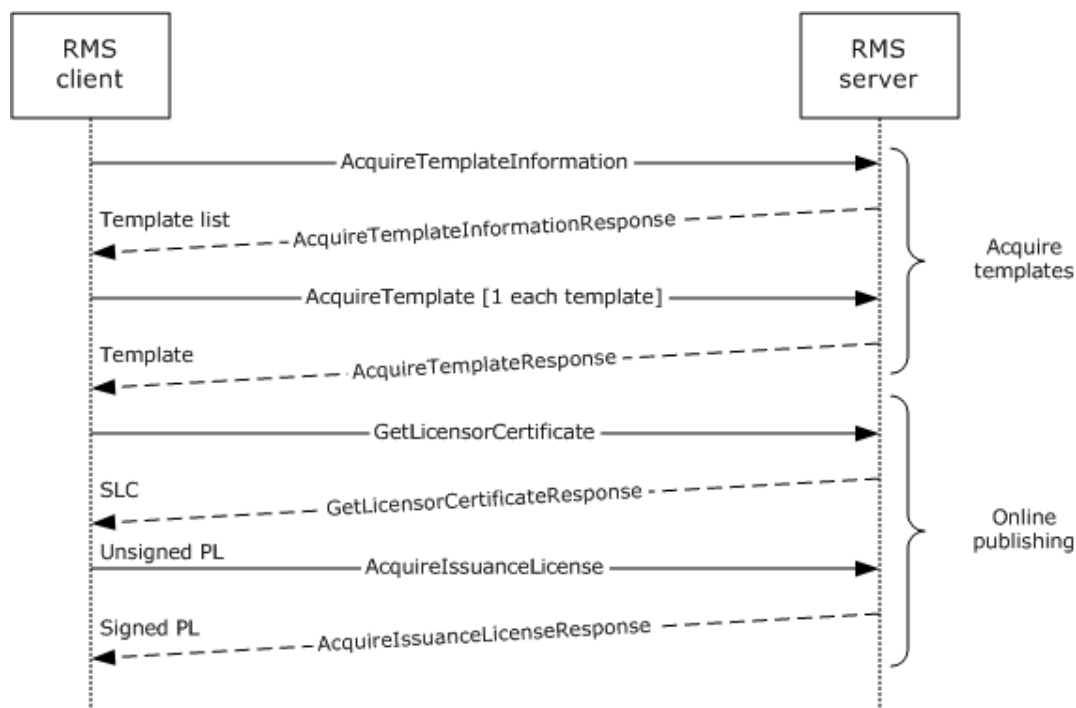 RMS
client
RMS
server
AcquireTemplateInformation
Template list
AcquireTemplateInformationResponse
Acquire
templates
AcquireTemplate [1 each template]
Template
AcquireTemplateResponse
GetLicensorCertificate
SLC
GetLicensorCertificateResponse
Online
publishing
Unsigned PL
AcquireIssuanceLicense
Signed PL
AcquireIssuanceLicenseResponse